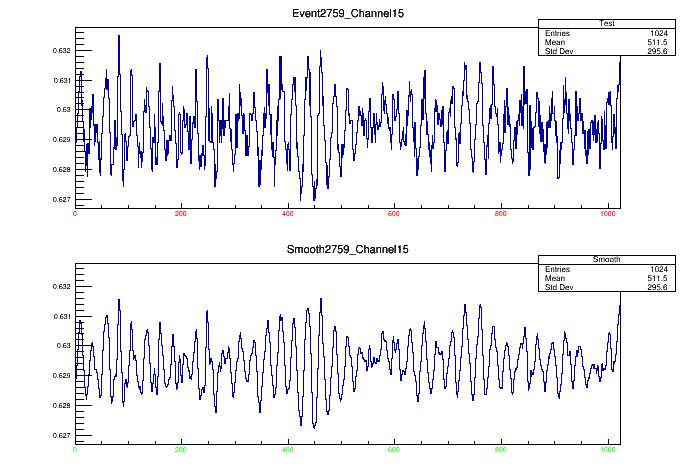 Event2759_Channel15
Test
Entries 1024
Mean 511.5
Std Dev 295.6
0.632
0.631
0.63
0.629
0.628
0.627
0 200 400 600 800 1000
Smooth2759_Channel15
Smooth
Entries 1024
Mean 511.5
Std Dev 295.6
0.632
0.631
0.63
0.629
0.628
0.627
0 200 400 600 800 1000